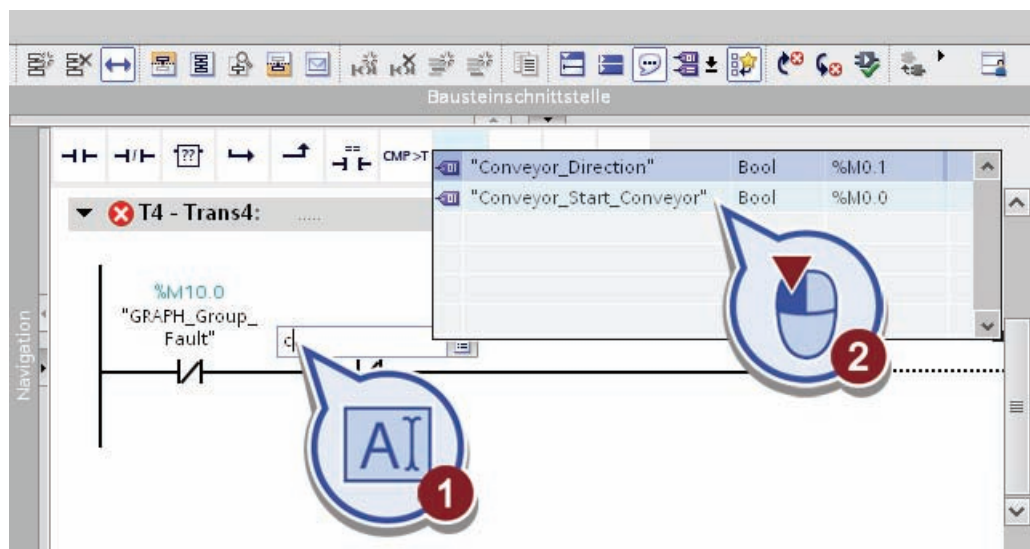 Bausteinschnittstelle
??
==
CMP>T
"Conveyor_Direction" Bool %M0.1
"Conveyor_Start_Conveyor" Bool %M0.0
T4 - Trans4: .....
%M10.0
"GRAPH_Group_
Fault"
c
A
1
2
Navigation